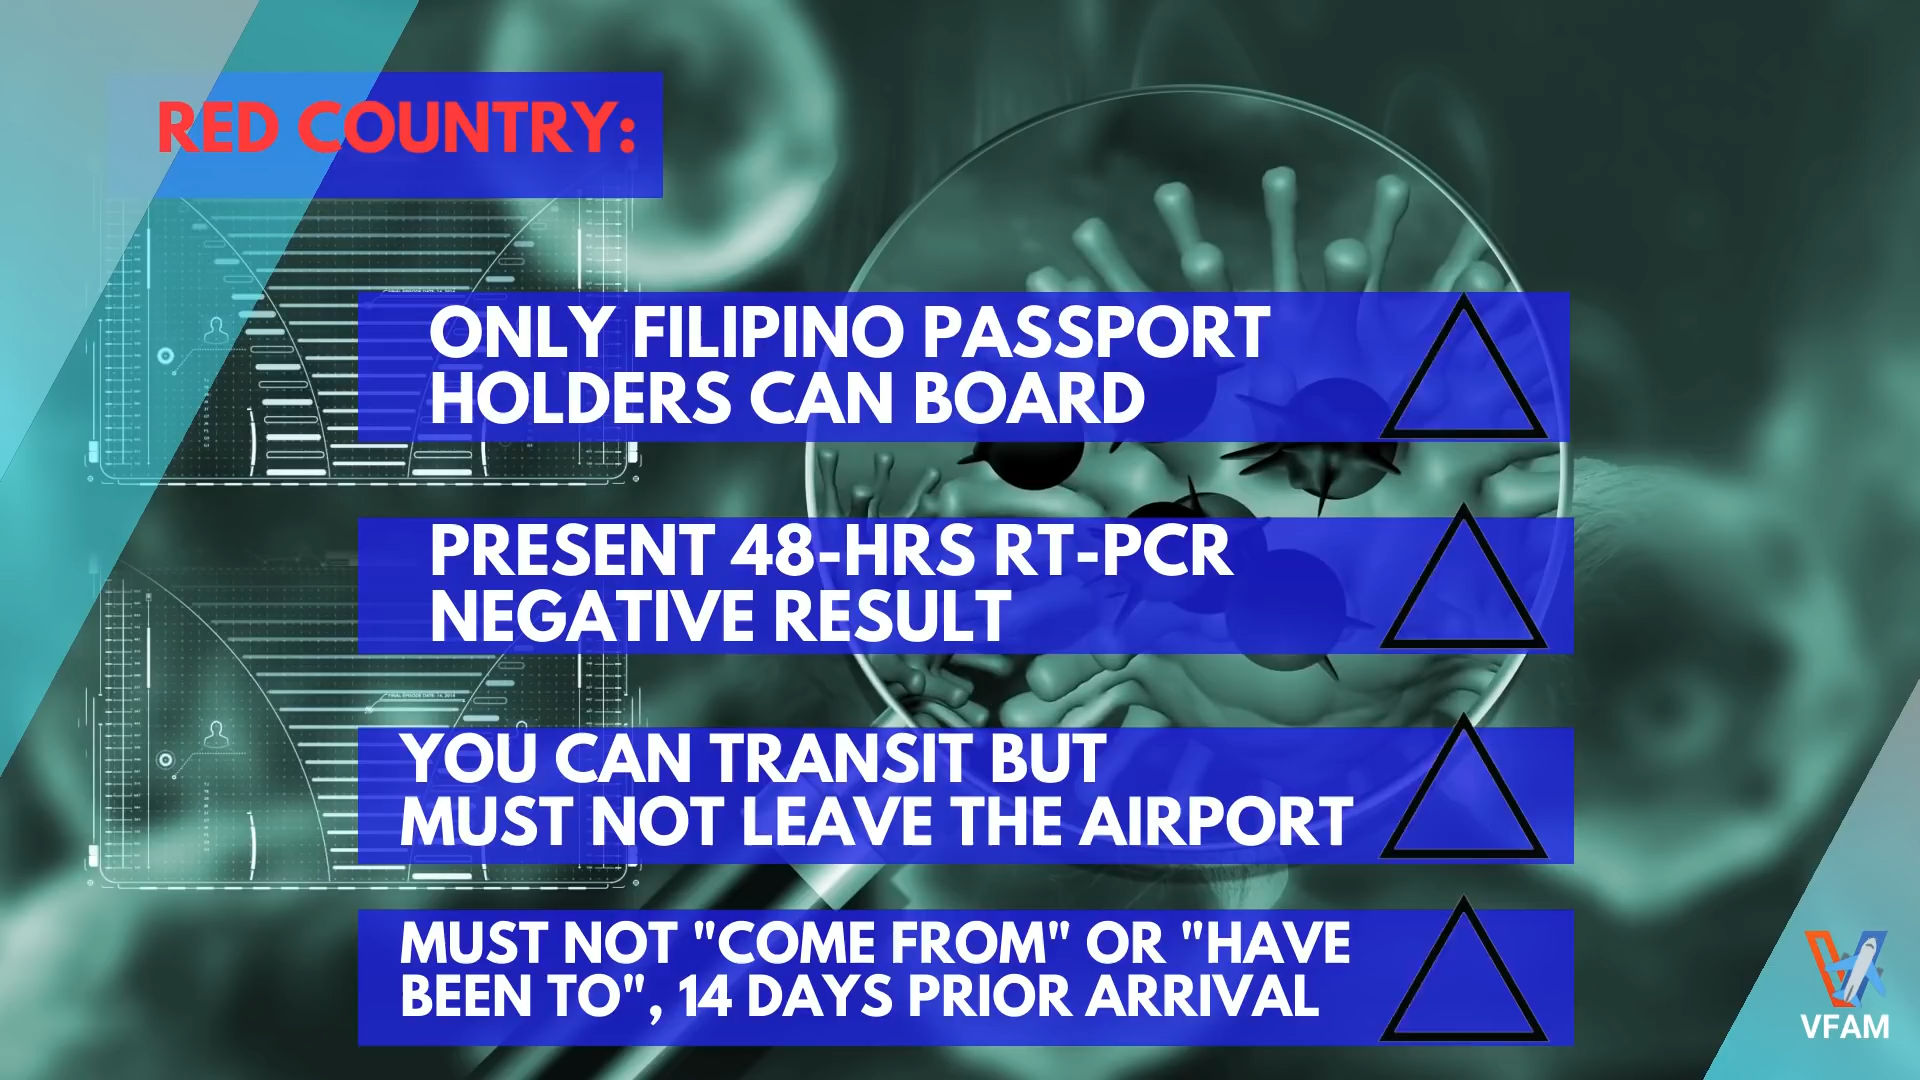 RED COUNTRY:
ONLY FILIPINO PASSPORT
HOLDERS CAN BOARD
PRESENT 48-HRS RT-PCR
NEGATIVE RESULT
YOU CAN TRANSIT BUT
MUST NOT LEAVE THE AIRPORT
MUST NOT "COME FROM" OR "HAVE
BEEN TO", 14 DAYS PRIOR ARRIVAL
VFAM